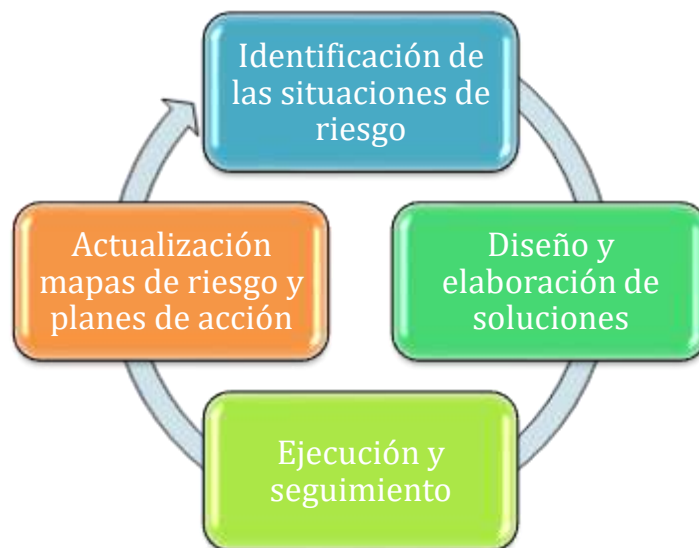 Identificación de
las situaciones de
riesgo
Diseño y
elaboración de
soluciones
Ejecución y
seguimiento
Actualización
mapas de riesgo y
planes de acción